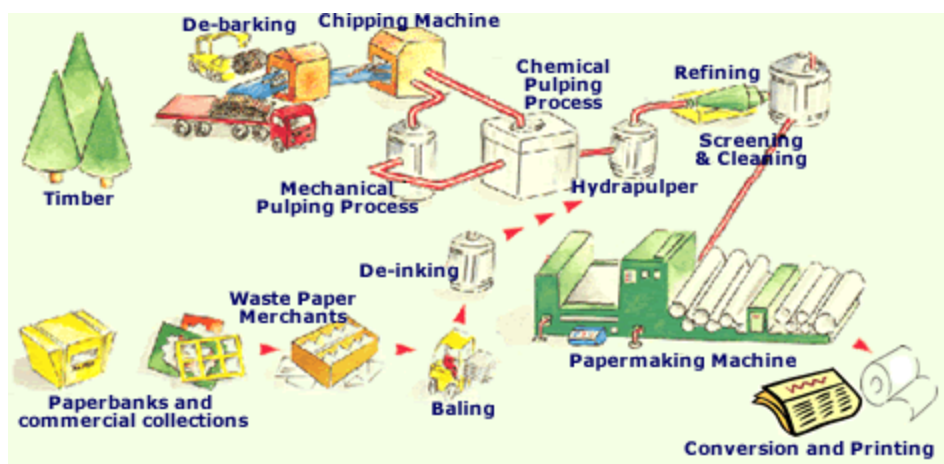 De-barking
Chipping Machine
Timber
Mechanical
Pulping Process
Chemical
Pulping
Process
Hydrapulper
Refining
Screening
& Cleaning
De-inking
Waste Paper
Merchants
Paperbanks and
commercial collections
Baling
Papermaking Machine
Conversion and Printing